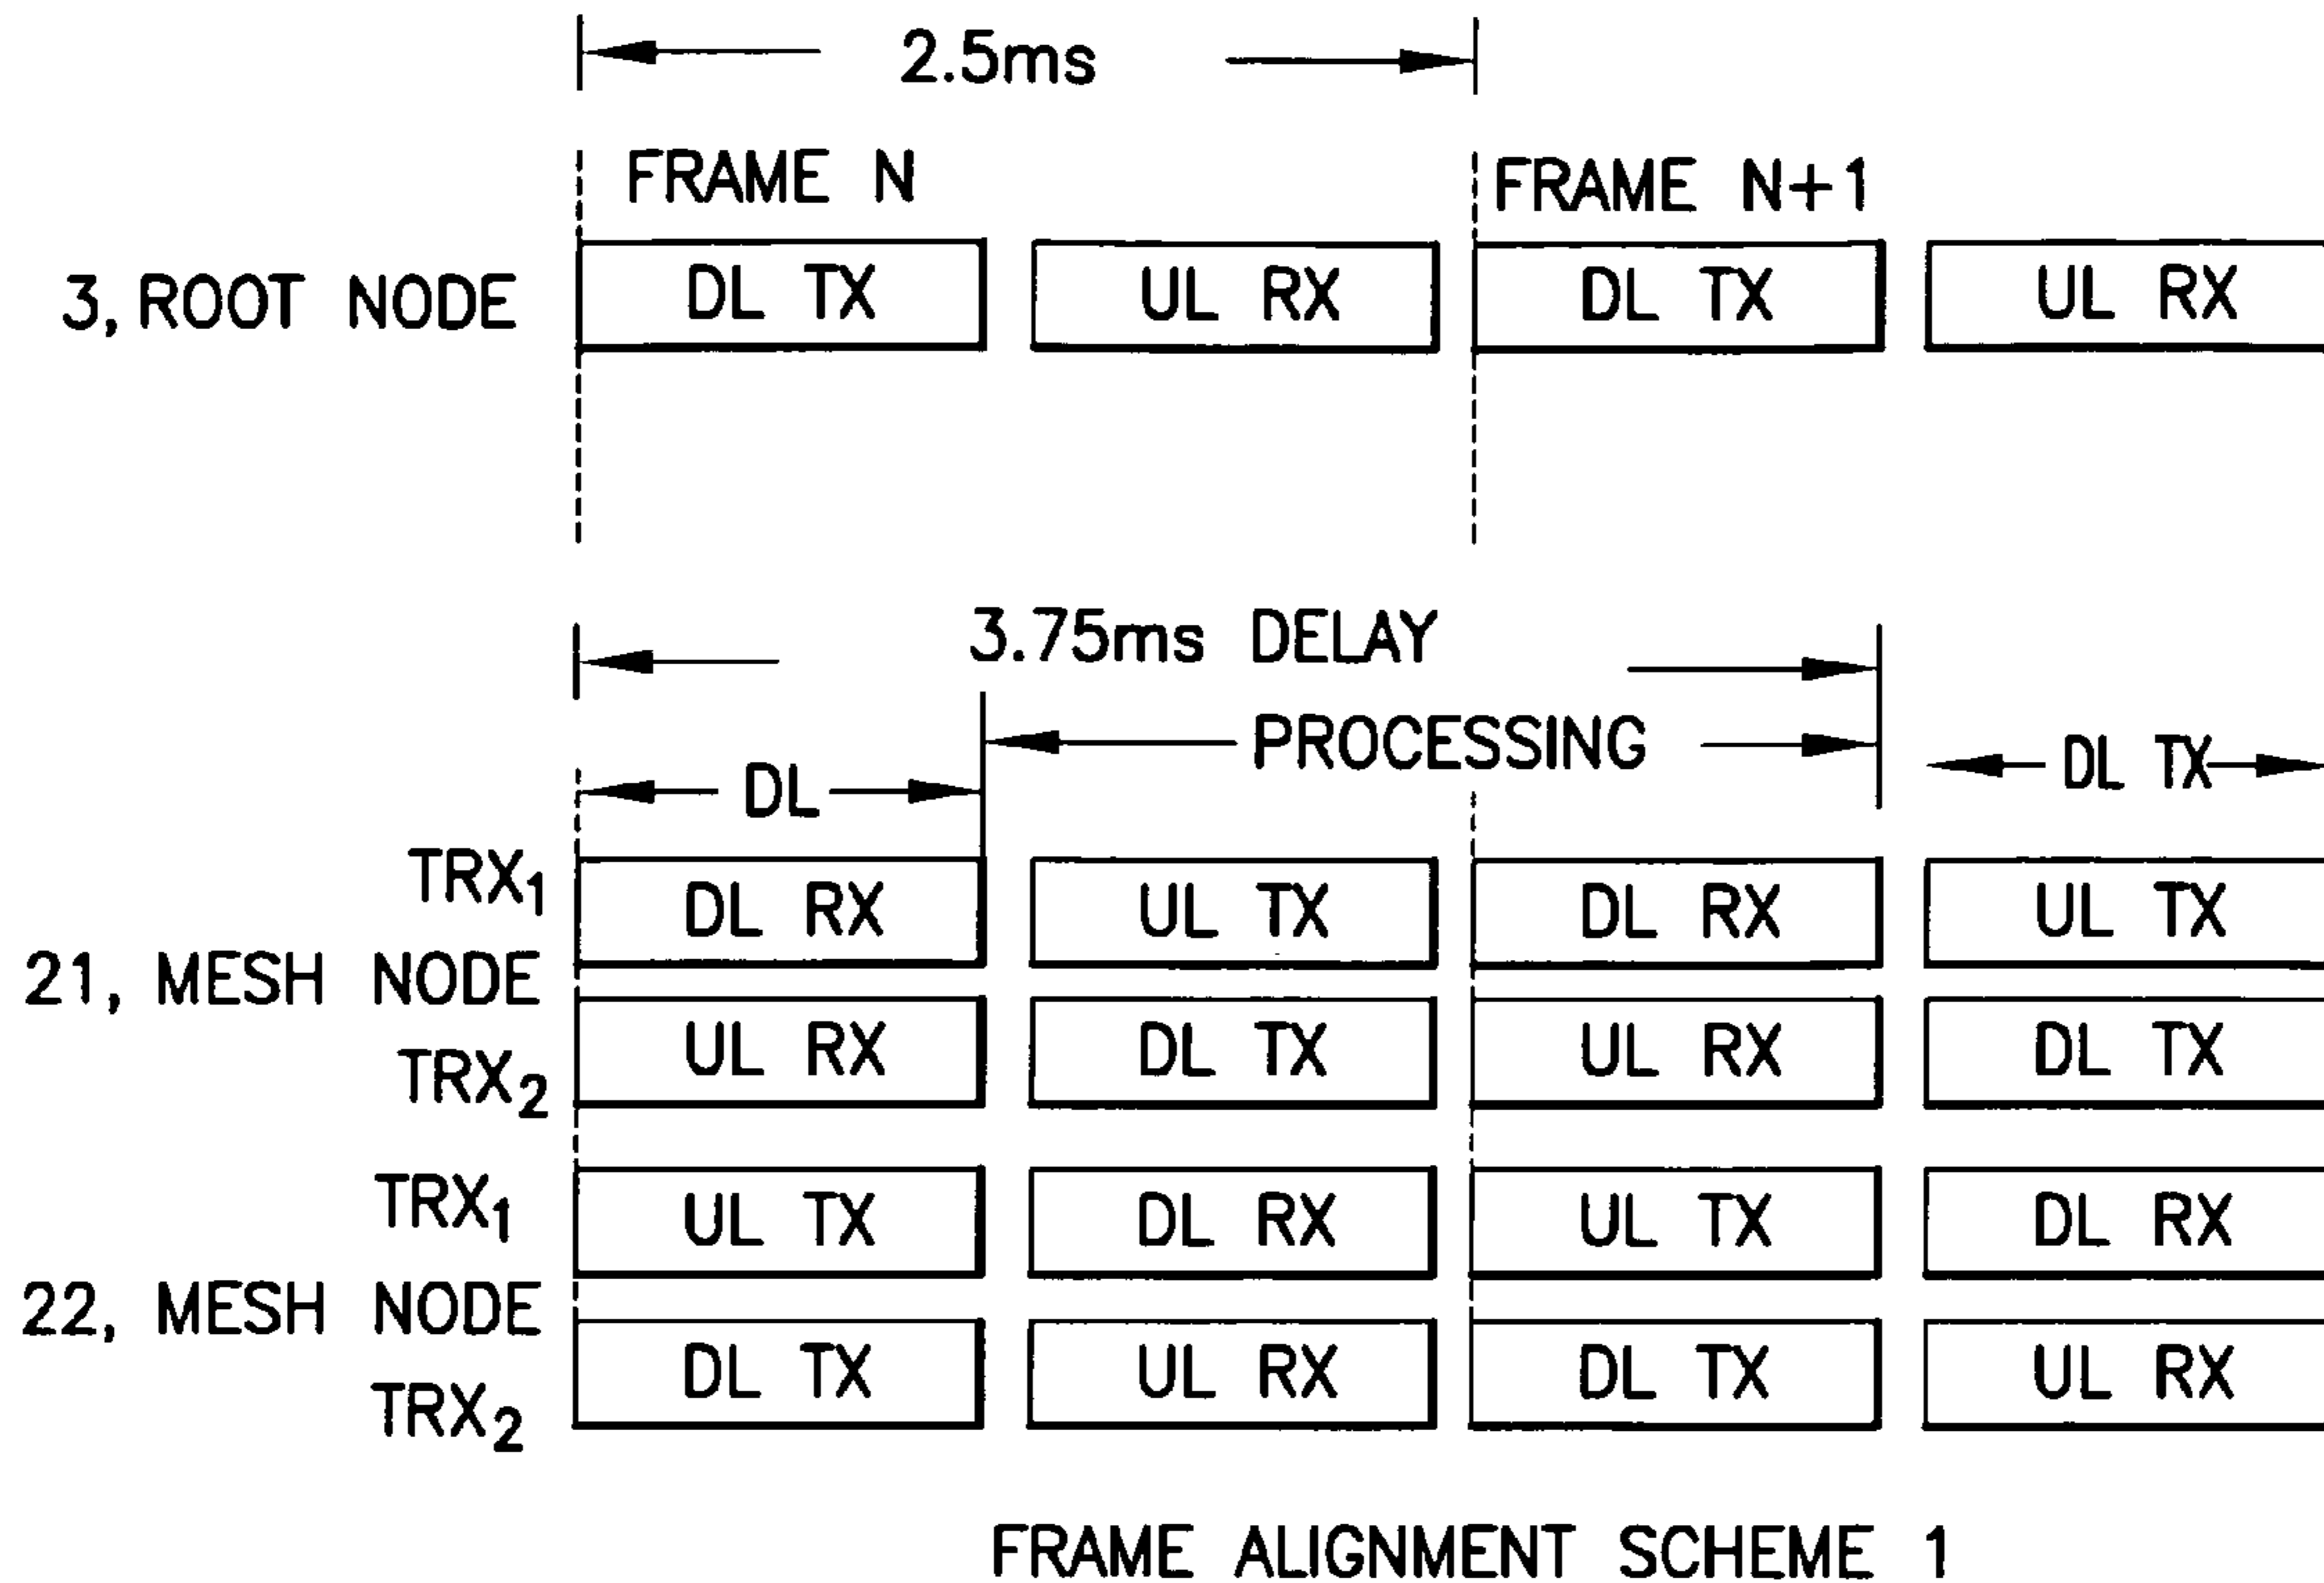 2.5ms
FRAME N FRAME N+1
3, ROOT NODE DL TX UL RX DL TX UL RX
3.75ms DELAY
PROCESSING
DL DL TX
TRX1 DL RX UL TX DL RX UL TX
21, MESH NODE
TRX2 UL RX DL TX UL RX DL TX
TRX1 UL TX DL RX UL TX DL RX
22, MESH NODE
TRX2 DL TX UL RX DL TX UL RX
FRAME ALIGNMENT SCHEME 1